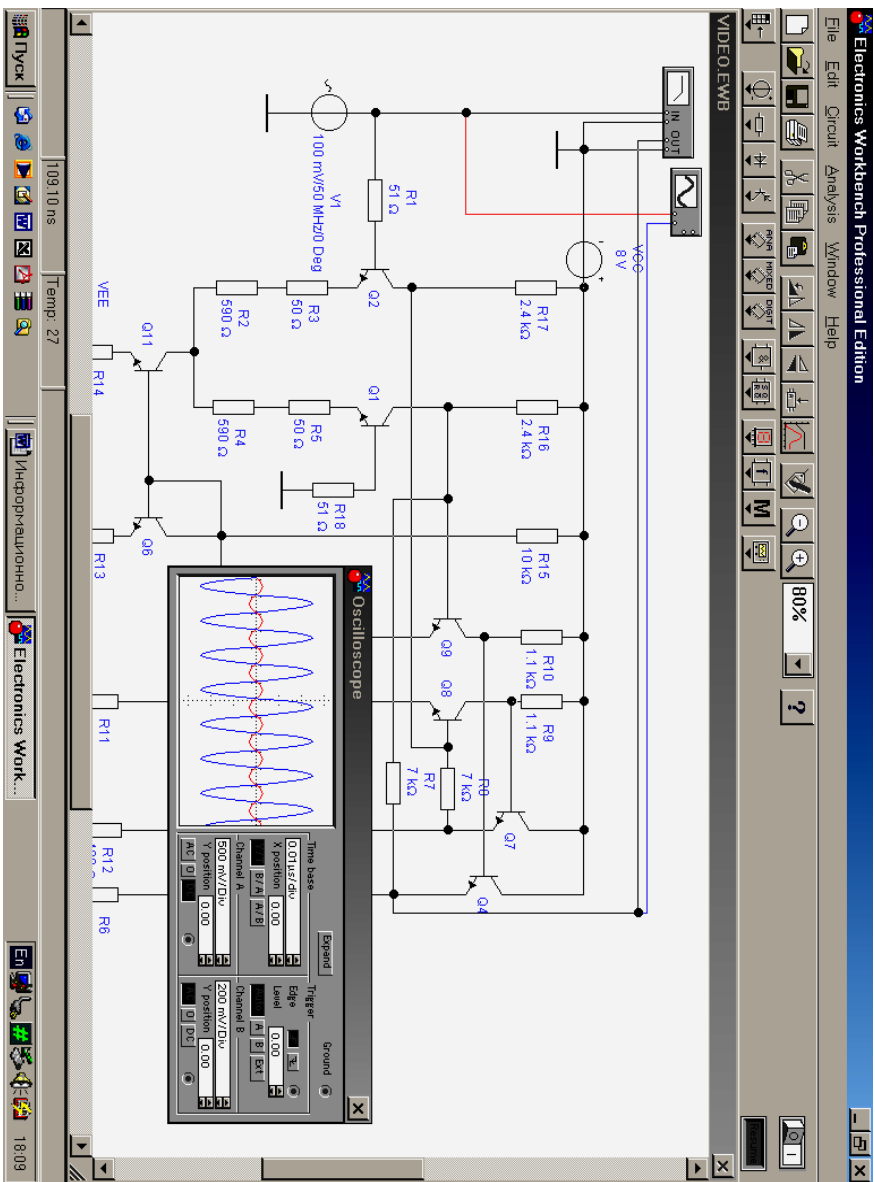 Electronics Workbench Professional Edition
File Edit Circuit Analysis Window Help
80%
?
ANA MIXED DIGIT
M
Resume
VIDEO.EWB
IN OUT
VCC
8 V
R17
2.4 kΩ
R16
2.4 kΩ
R15
10 kΩ
R10
1.1 kΩ
R9
1.1 kΩ
R1
51 Ω
V1
100 mV/50 MHz/0 Deg
Q2
Q1
Q9
Q8
R8
7 kΩ
R7
7 kΩ
Q7
Q4
R3
50 Ω
R5
50 Ω
R2
590 Ω
R4
590 Ω
R18
51 Ω
Q11
Q6
VEE
R14
R13
R11
R12
R6
Oscilloscope
Expand
Ground
Time base
0.01µs/div
X position 0.00
B/A A/B
Trigger
Edge
Level 0.00
A B Ext
Channel A
500 mV/Div
Y position 0.00
AC 0
Channel B
200 mV/Div
Y position 0.00
0 DC
109.10 ns
Temp: 27
Пуск
Информационно...
Electronics Work...
En
18:09